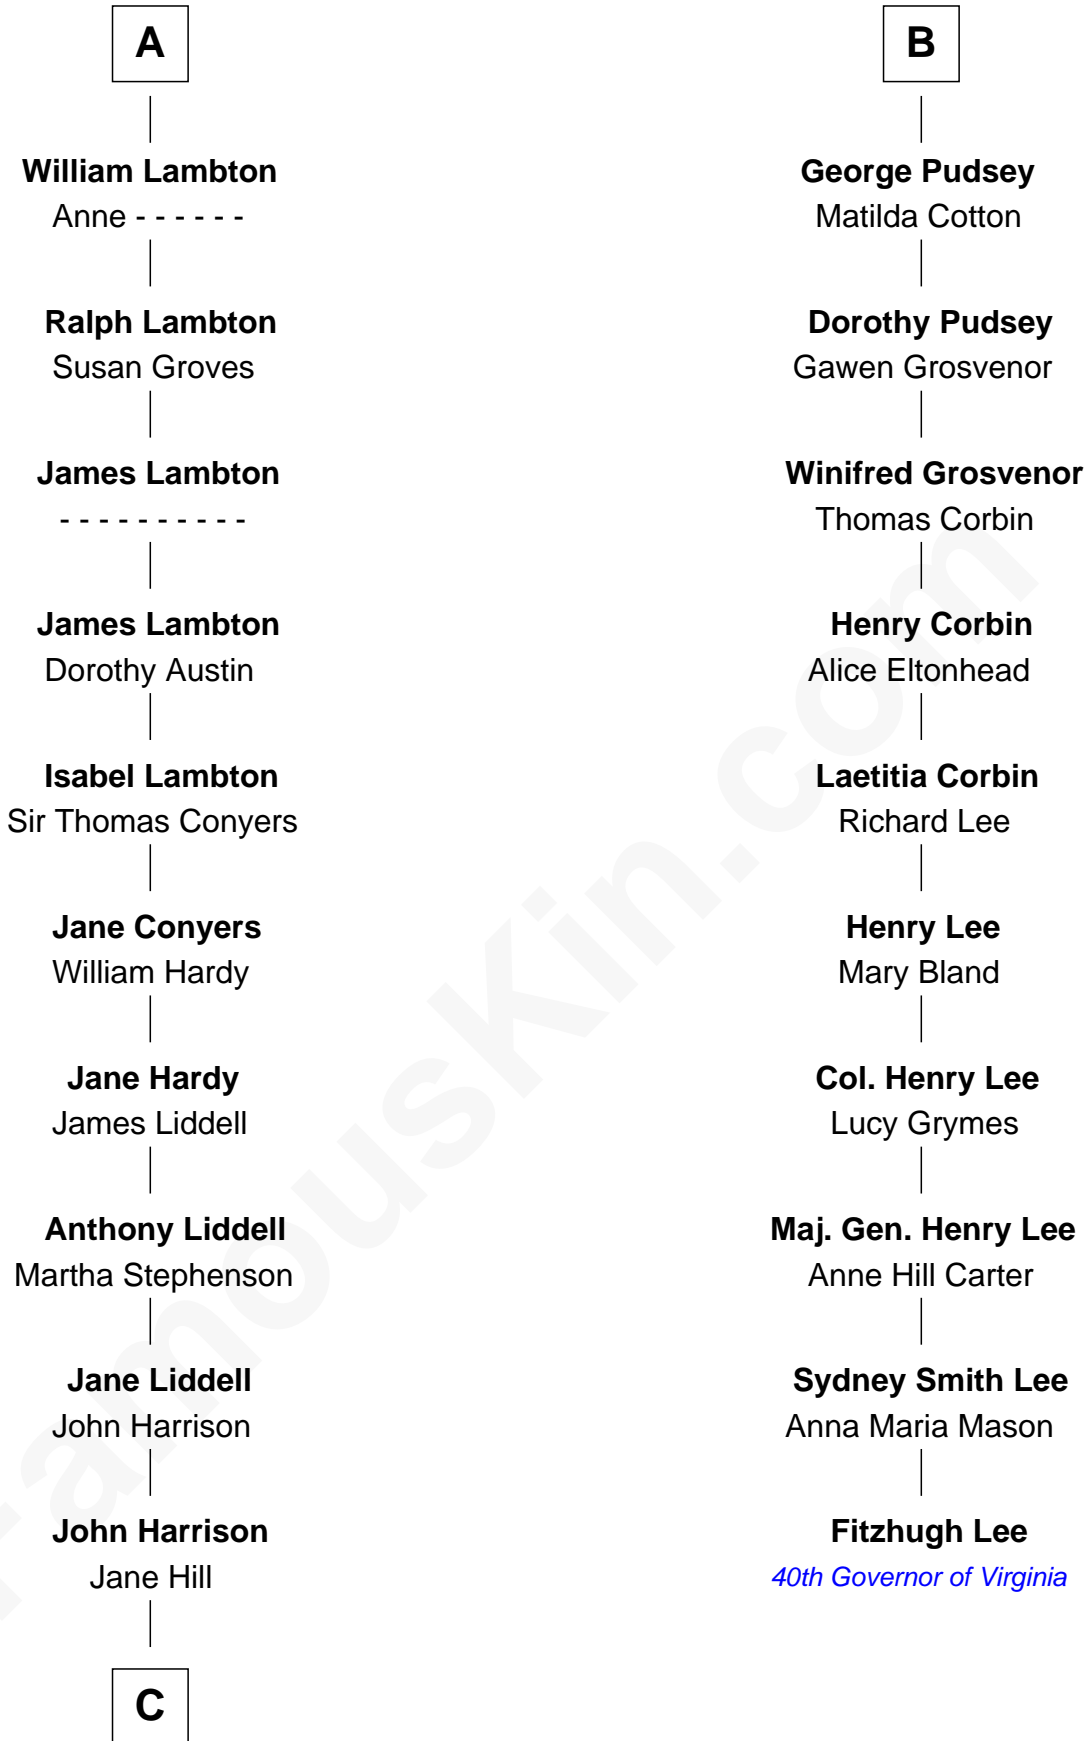 A
William Lambton
Anne - - - - - -
Ralph Lambton
Susan Groves
James Lambton
- - - - - - - - - -
James Lambton
Dorothy Austin
Isabel Lambton
Sir Thomas Conyers
Jane Conyers
William Hardy
Jane Hardy
James Liddell
Anthony Liddell
Martha Stephenson
Jane Liddell
John Harrison
John Harrison
Jane Hill
C
B
George Pudsey
Matilda Cotton
Dorothy Pudsey
Gawen Grosvenor
Winifred Grosvenor
Thomas Corbin
Henry Corbin
Alice Eltonhead
Laetitia Corbin
Richard Lee
Henry Lee
Mary Bland
Col. Henry Lee
Lucy Grymes
Maj. Gen. Henry Lee
Anne Hill Carter
Sydney Smith Lee
Anna Maria Mason
Fitzhugh Lee
40th Governor of Virginia
FamousKin.com